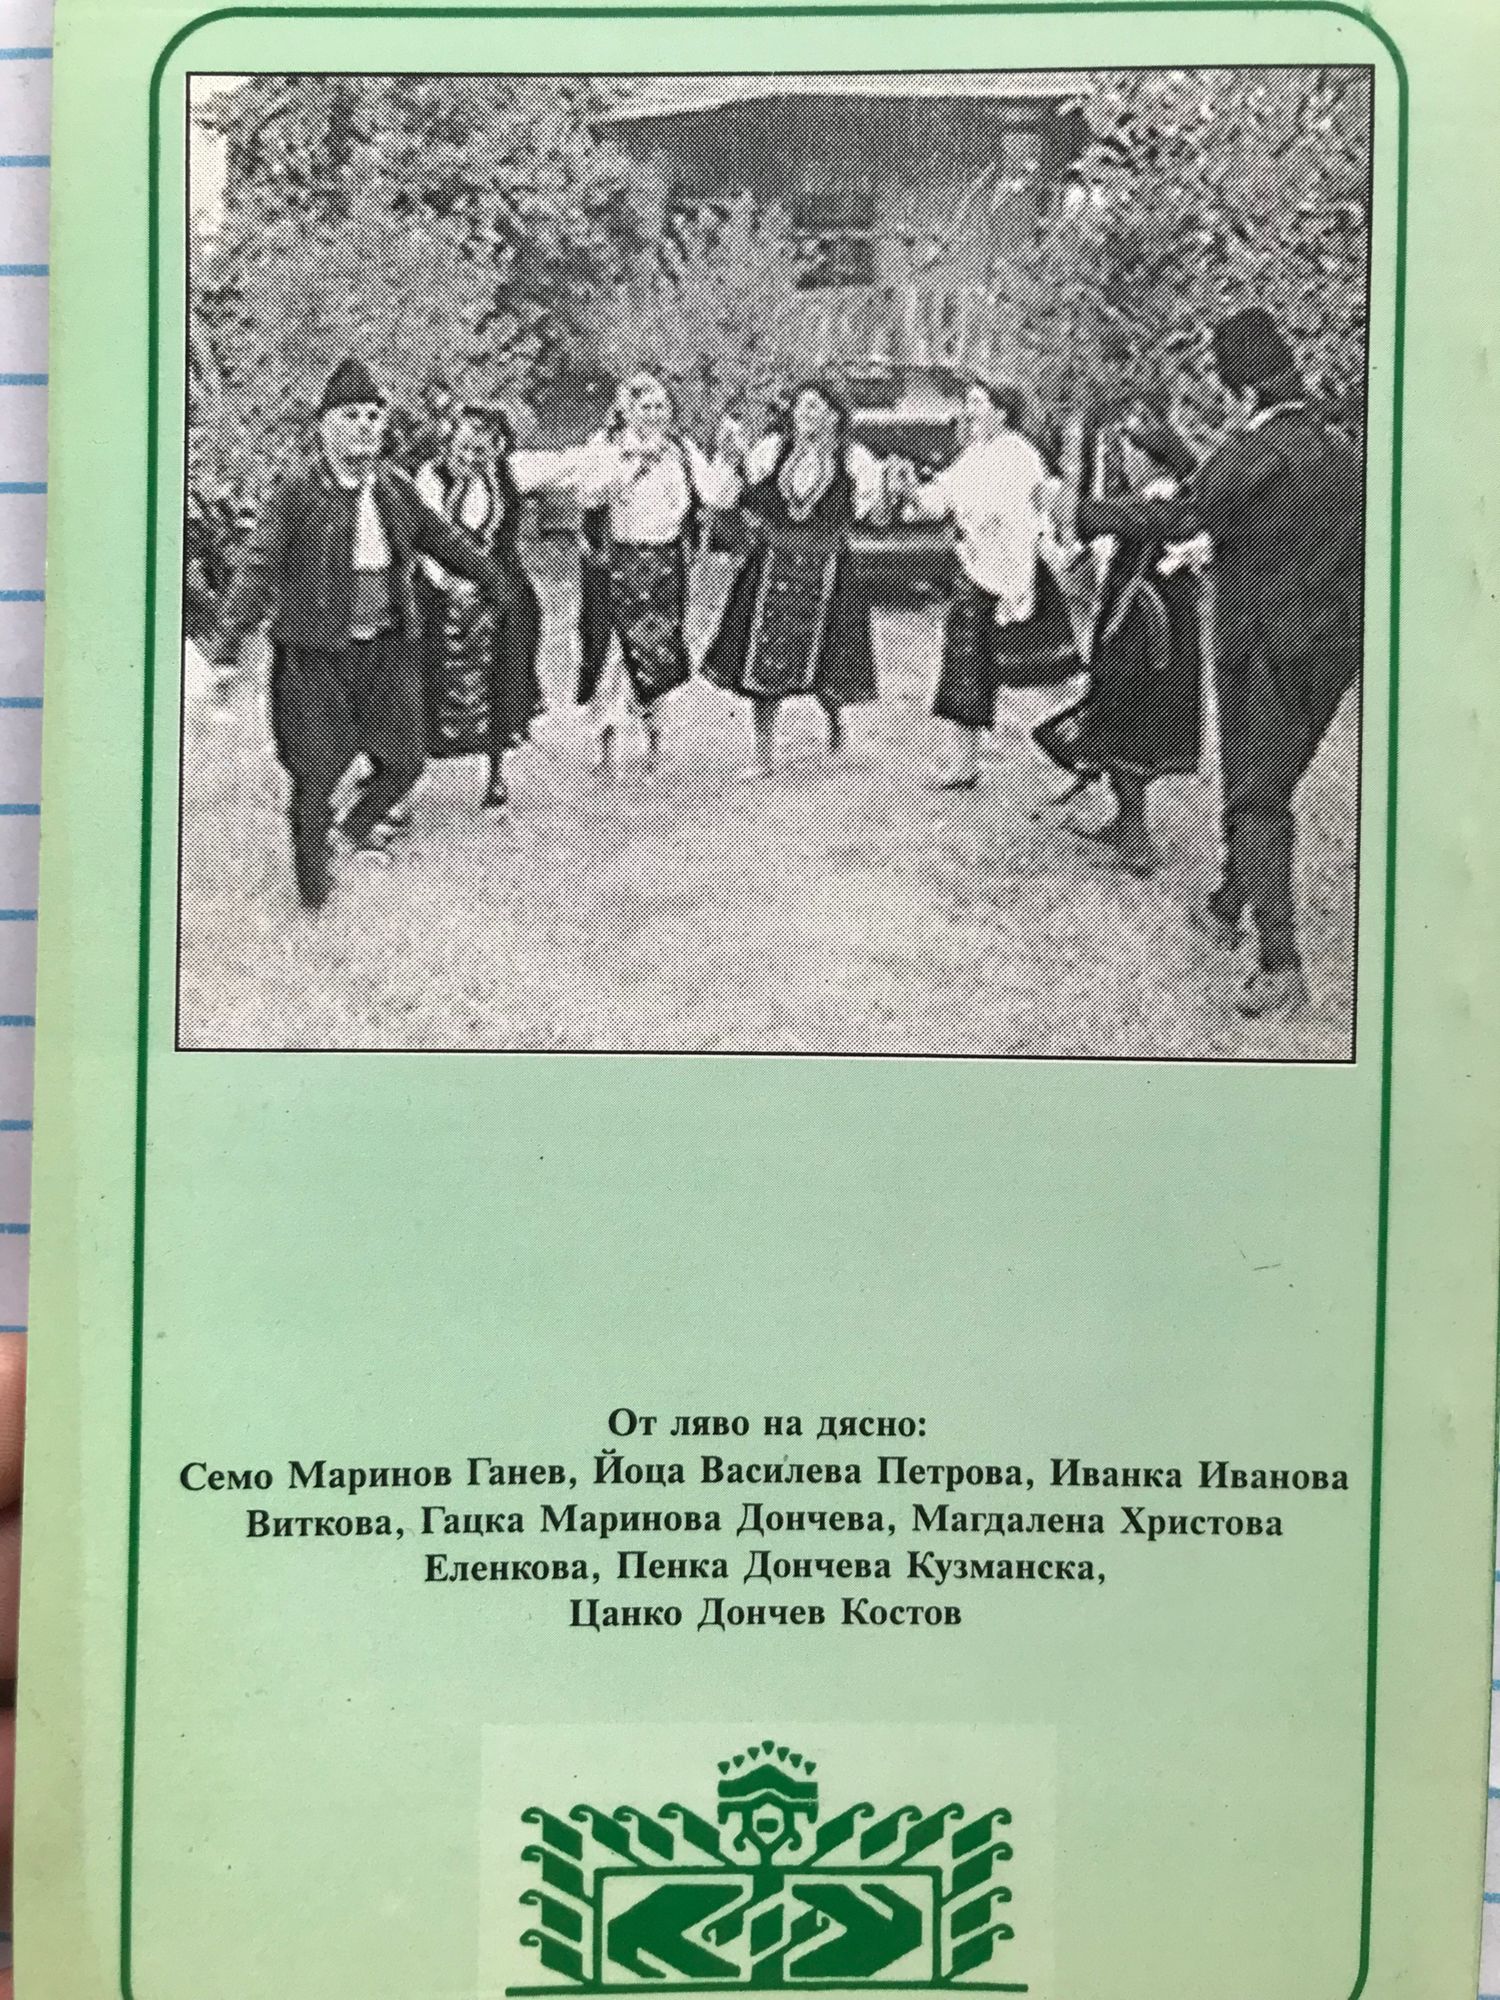 От ляво на дясно:
Семо Маринов Ганев, Йоца Василева Петрова, Иванка Иванова
Виткова, Гацка Маринова Дончева, Магдалена Христова
Еленкова, Пенка Дончева Кузманска,
Цанко Дончев Костов